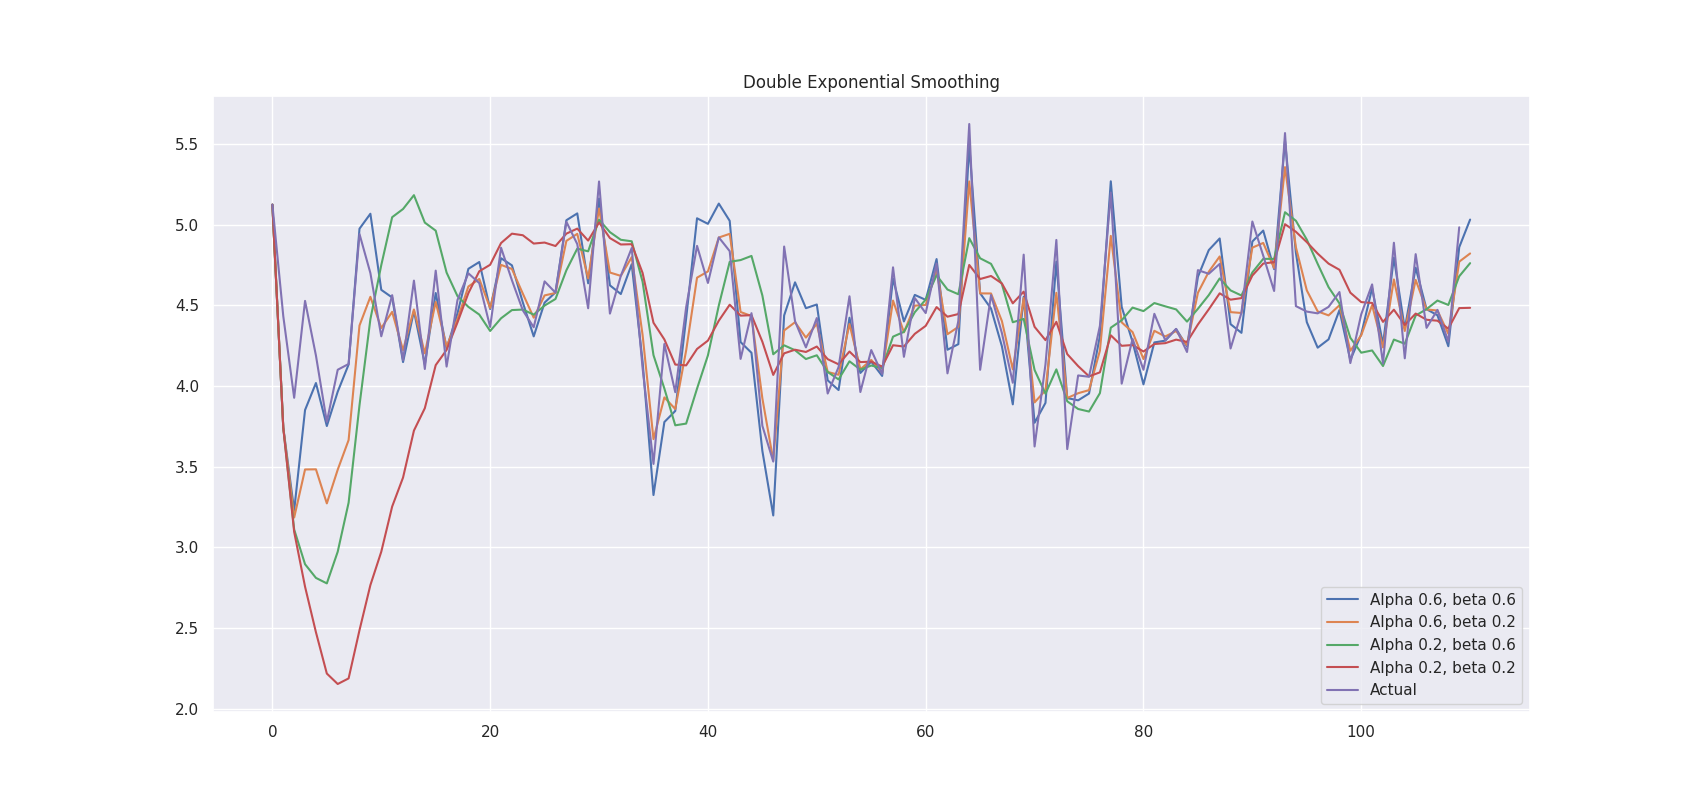 Double Exponential Smoothing
5.5
5.0
4.5
4.0
3.5
3.0
2.5
2.0
0 20 40 60 80 100
Alpha 0.6, beta 0.6
Alpha 0.6, beta 0.2
Alpha 0.2, beta 0.6
Alpha 0.2, beta 0.2
Actual